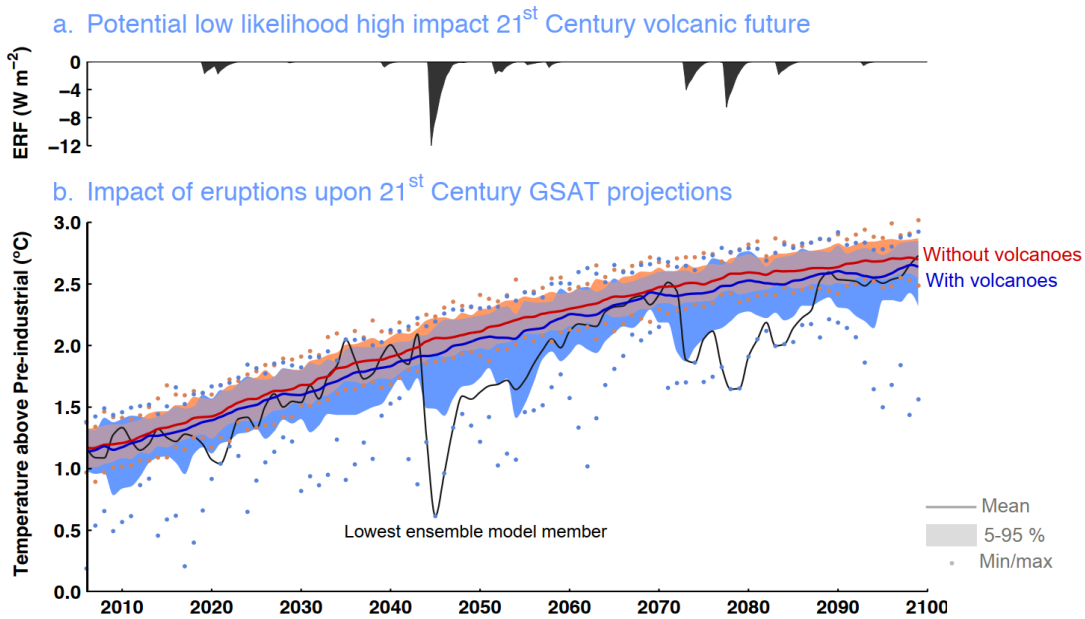 a. Potential low likelihood high impact 21st Century volcanic future
ERF (W m−2)
0
−4
−8
−12
b. Impact of eruptions upon 21st Century GSAT projections
Temperature above Pre-industrial (ºC)
3.0
2.5
2.0
1.5
1.0
0.5
0.0
Without volcanoes
With volcanoes
Lowest ensemble model member
Mean
5-95 %
Min/max
2010 2020 2030 2040 2050 2060 2070 2080 2090 2100